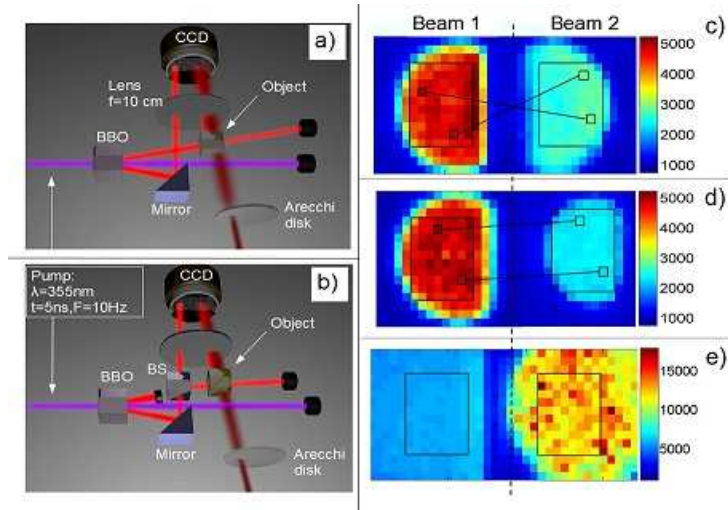 CCD
a)
Lens
f=10 cm
Object
BBO
Mirror
Arecchi
disk
Pump:
λ=355nm
t=5ns,F=10Hz
CCD
b)
Object
BS
BBO
Mirror
Arecchi
disk
Beam 1
Beam 2
c)
5000
4000
3000
2000
1000
d)
5000
4000
3000
2000
1000
e)
15000
10000
5000